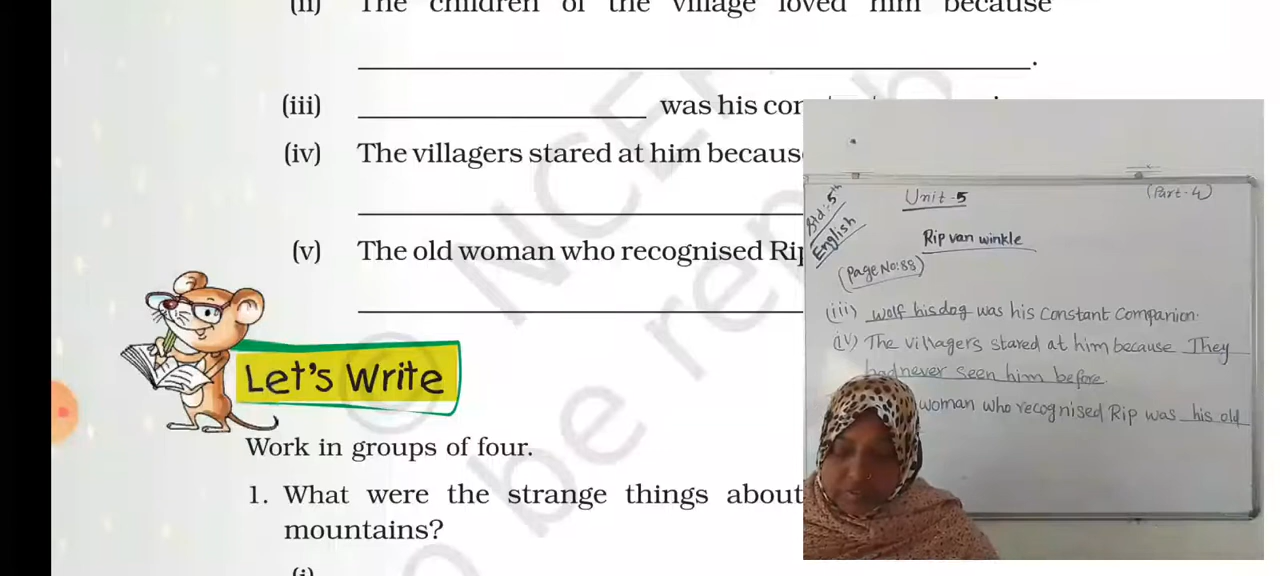 (ii) The children of the village loved him because
.
(iii) was his
(iv) The villagers stared at him
(v) The old woman who recognised
Let's Write
Work in groups of four.
1. What were the strange things about
mountains?
(i)
© NCE
be rep
Std: 5th
English
Unit - 5
(Part-4)
Rip van winkle
(Page No: 88)
(iii) wolf his dog was his constant companion.
(iv) The villagers stared at him because They
had never seen him before.
woman who recognised Rip was his old